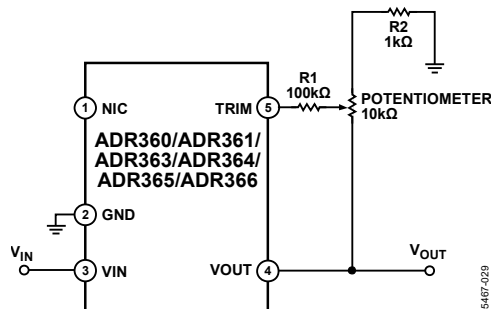 R2
1kΩ
R1
100kΩ
POTENTIOMETER
10kΩ
1
NIC
TRIM
5
ADR360/ADR361/
ADR363/ADR364/
ADR365/ADR366
2
GND
VIN
3
VIN
VOUT
4
VOUT
5467-029